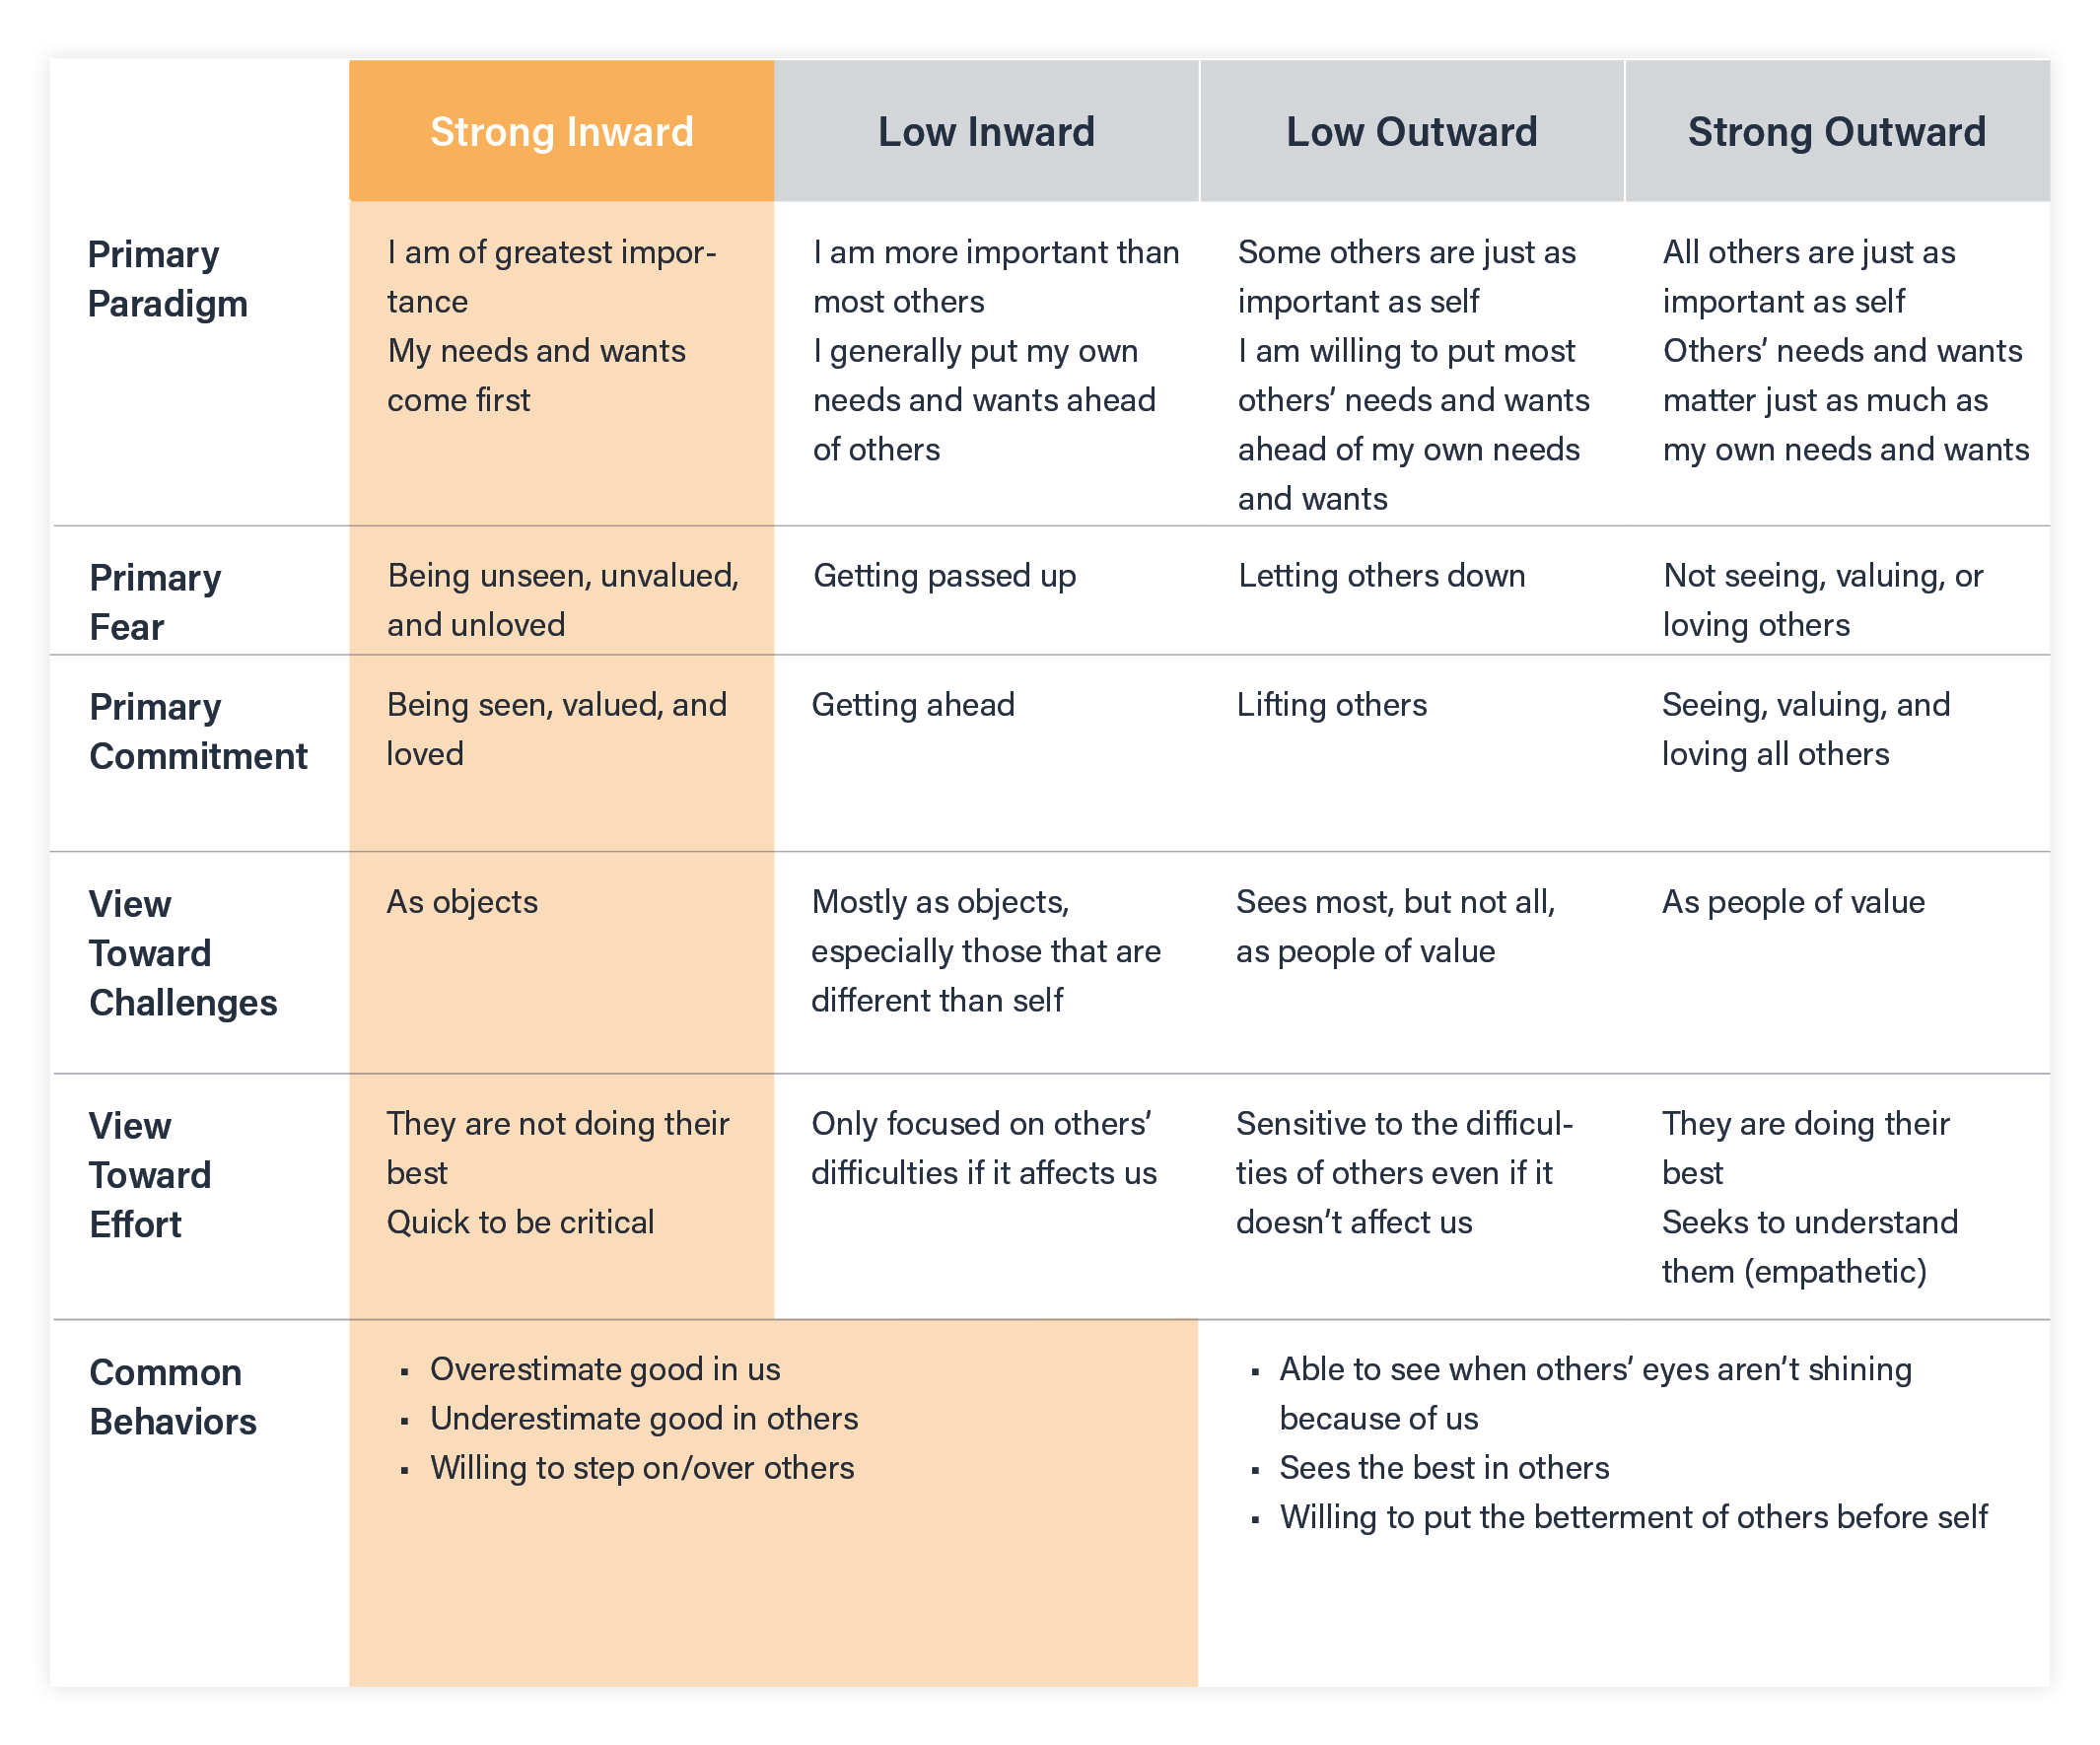 Strong Inward
Low Inward
Low Outward
Strong Outward
Primary
Paradigm
I am of greatest impor-
tance
My needs and wants
come first
I am more important than
most others
I generally put my own
needs and wants ahead
of others
Some others are just as
important as self
I am willing to put most
others’ needs and wants
ahead of my own needs
and wants
All others are just as
important as self
Others’ needs and wants
matter just as much as
my own needs and wants
Primary
Fear
Being unseen, unvalued,
and unloved
Getting passed up
Letting others down
Not seeing, valuing, or
loving others
Primary
Commitment
Being seen, valued, and
loved
Getting ahead
Lifting others
Seeing, valuing, and
loving all others
View
Toward
Challenges
As objects
Mostly as objects,
especially those that are
different than self
Sees most, but not all,
as people of value
As people of value
View
Toward
Effort
They are not doing their
best
Quick to be critical
Only focused on others’
difficulties if it affects us
Sensitive to the difficul-
ties of others even if it
doesn’t affect us
They are doing their
best
Seeks to understand
them (empathetic)
Common
Behaviors
▪ Overestimate good in us
▪ Underestimate good in others
▪ Willing to step on/over others
▪ Able to see when others’ eyes aren’t shining
because of us
▪ Sees the best in others
▪ Willing to put the betterment of others before self